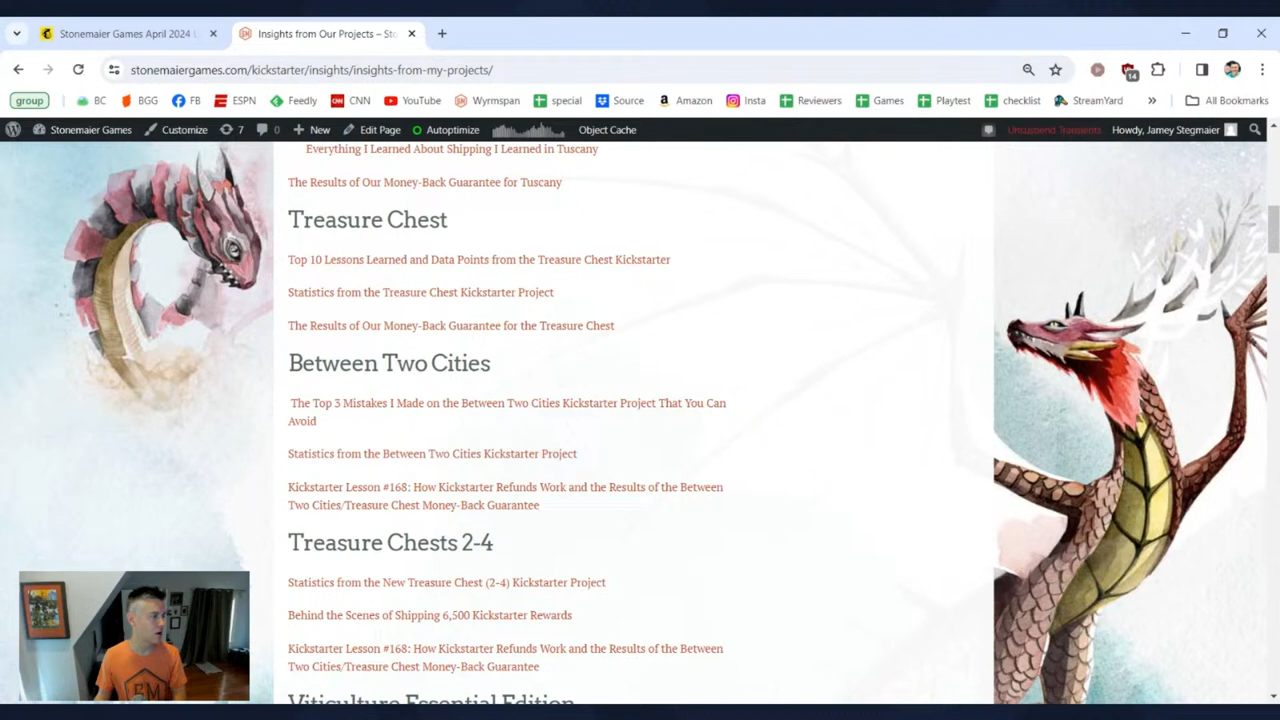 Stonemaier Games April 2024 U
Insights from Our Projects – Sto
stonemaiergames.com/kickstarter/insights/insights-from-my-projects/
14
group
BC
BGG
FB
ESPN
Feedly
CNN
YouTube
Wyrmspan
special
Source
Amazon
Insta
Reviewers
Games
Playtest
checklist
StreamYard
»
All Bookmarks
Stonemaier Games
Customize
7
0
New
Edit Page
Autoptimize
Object Cache
Unsuspend Transients
Howdy, Jamey Stegmaier
Everything I Learned About Shipping I Learned in Tuscany
The Results of Our Money-Back Guarantee for Tuscany
Treasure Chest
Top 10 Lessons Learned and Data Points from the Treasure Chest Kickstarter
Statistics from the Treasure Chest Kickstarter Project
The Results of Our Money-Back Guarantee for the Treasure Chest
Between Two Cities
The Top 3 Mistakes I Made on the Between Two Cities Kickstarter Project That You Can
Avoid
Statistics from the Between Two Cities Kickstarter Project
Kickstarter Lesson #168: How Kickstarter Refunds Work and the Results of the Between
Two Cities/Treasure Chest Money-Back Guarantee
Treasure Chests 2-4
Statistics from the New Treasure Chest (2-4) Kickstarter Project
Behind the Scenes of Shipping 6,500 Kickstarter Rewards
Kickstarter Lesson #168: How Kickstarter Refunds Work and the Results of the Between
Two Cities/Treasure Chest Money-Back Guarantee
Viticulture Essential Edition
SM